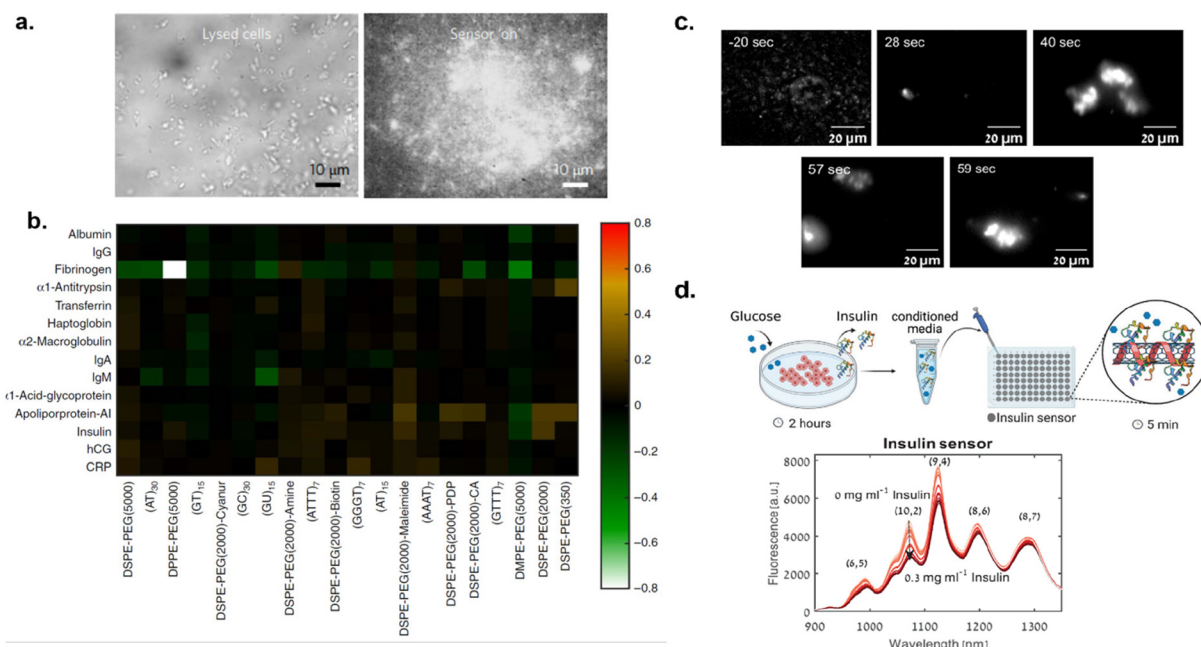 a.
Lysed cells
Sensor 'on'
10 µm
10 µm
b.
Albumin
IgG
Fibrinogen
α1-Antitrypsin
Transferrin
Haptoglobin
α2-Macroglobulin
IgA
IgM
α1-Acid-glycoprotein
Apoliporprotein-AI
Insulin
hCG
CRP
DSPE-PEG(5000)
(AT)30
DPPE-PEG(5000)
(GT)15
DSPE-PEG(2000)-Cyanur
(GC)30
(GU)15
DSPE-PEG(2000)-Amine
(ATTT)7
DSPE-PEG(2000)-Biotin
(GGGT)7
(AT)15
DSPE-PEG(2000)-Maleimide
(AAAT)7
DSPE-PEG(2000)-PDP
DSPE-PEG(2000)-CA
(GTTT)7
DMPE-PEG(5000)
DSPE-PEG(2000)
DSPE-PEG(350)
0.8
0.6
0.4
0.2
0
−0.2
−0.4
−0.6
−0.8
c.
-20 sec
20 µm
28 sec
20 µm
40 sec
20 µm
57 sec
20 µm
59 sec
20 µm
d.
Glucose
Insulin
conditioned
media
2 hours
Insulin sensor
5 min
Insulin sensor
Fluorescence [a.u.]
8000
6000
4000
2000
0
0 mg ml⁻¹ Insulin
(6,5)
(10,2)
(9,4)
(8,6)
(8,7)
0.3 mg ml⁻¹ Insulin
900
1000
1100
1200
1300
Wavelength [nm]